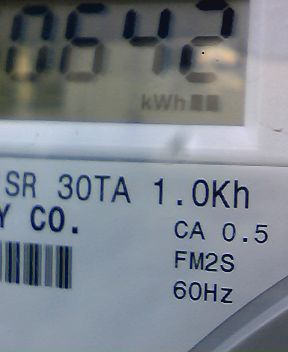 0642
kWh
SR 30TA 1.0Kh
Y CO.
CA 0.5
FM2S
60Hz